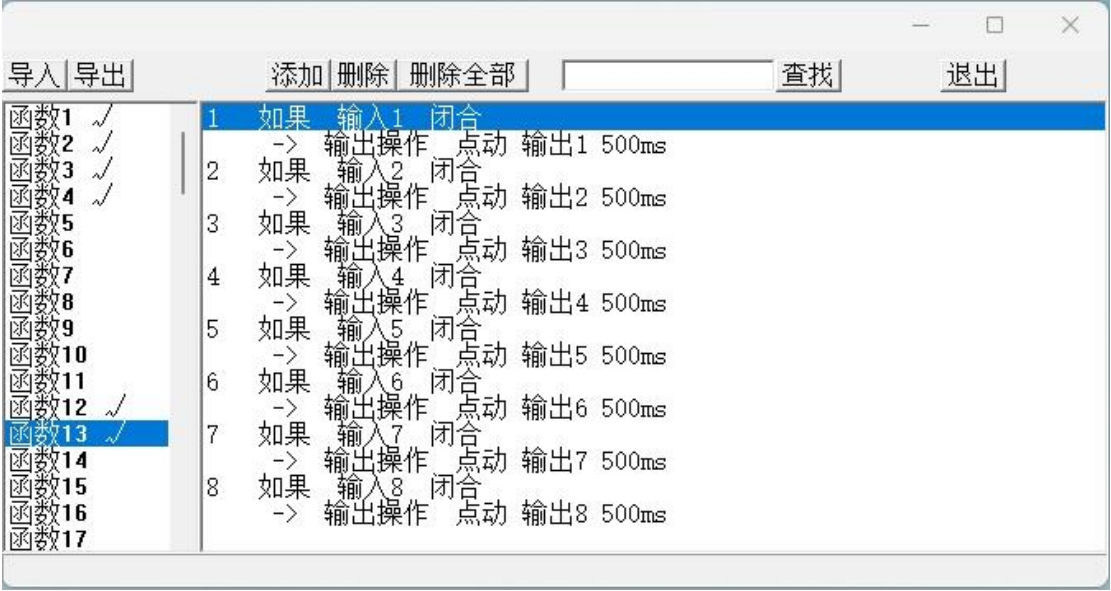 导入 导出 添加 删除 删除全部 查找 退出
函数1 √
函数2 √
函数3 √
函数4 √
函数5
函数6
函数7
函数8
函数9
函数10
函数11
函数12 √
函数13 √
函数14
函数15
函数16
函数17
1 如果 输入1 闭合
-> 输出操作 点动 输出1 500ms
2 如果 输入2 闭合
-> 输出操作 点动 输出2 500ms
3 如果 输入3 闭合
-> 输出操作 点动 输出3 500ms
4 如果 输入4 闭合
-> 输出操作 点动 输出4 500ms
5 如果 输入5 闭合
-> 输出操作 点动 输出5 500ms
6 如果 输入6 闭合
-> 输出操作 点动 输出6 500ms
7 如果 输入7 闭合
-> 输出操作 点动 输出7 500ms
8 如果 输入8 闭合
-> 输出操作 点动 输出8 500ms